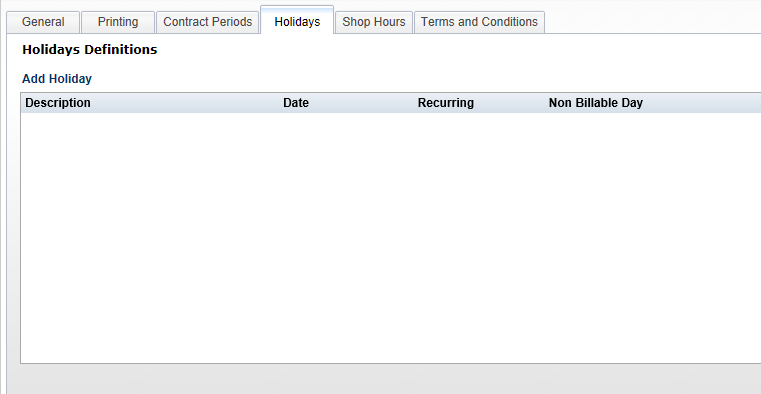 General Printing Contract Periods Holidays Shop Hours Terms and Conditions
Holidays Definitions
Add Holiday
Description Date Recurring Non Billable Day